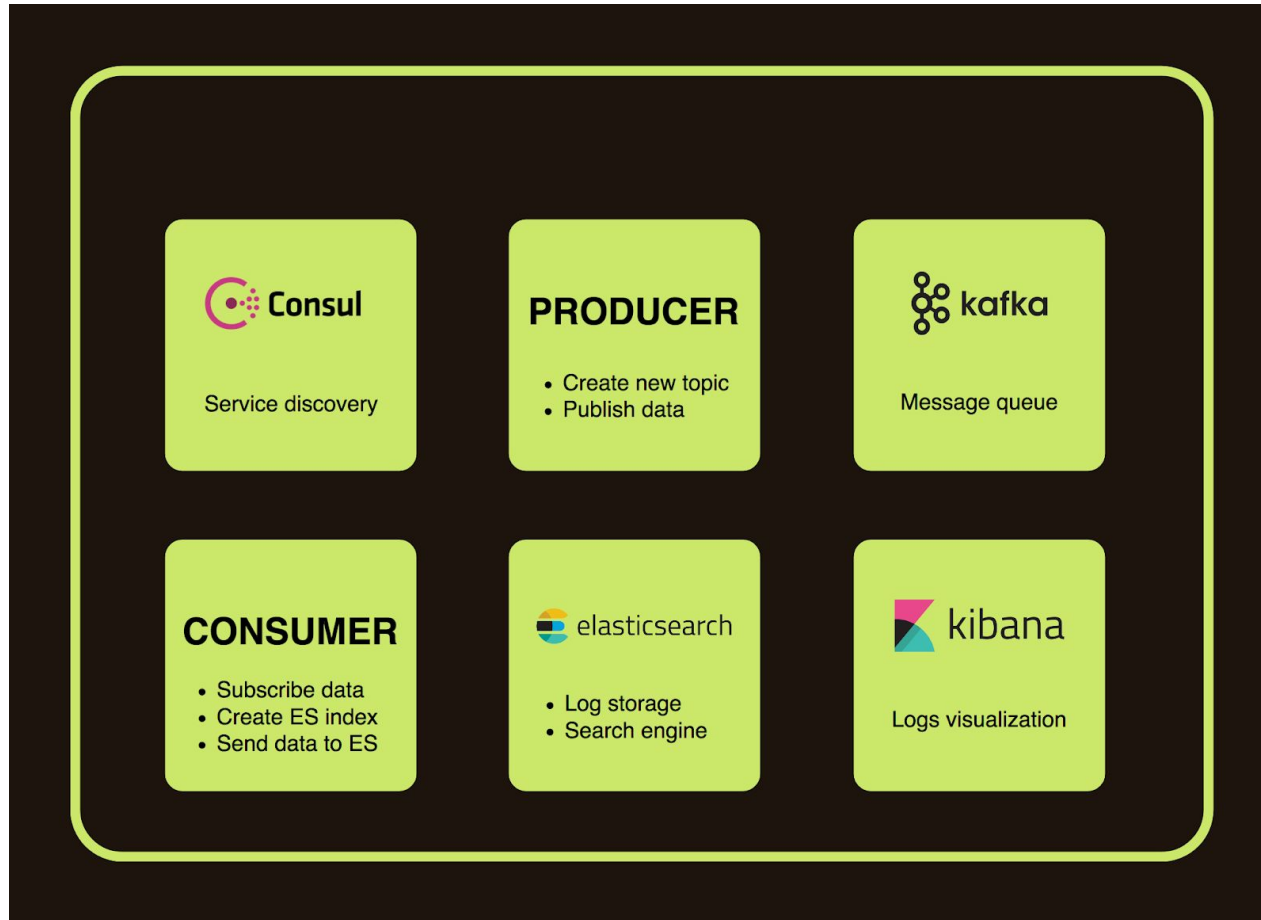 Consul
Service discovery
PRODUCER
• Create new topic
• Publish data
kafka
Message queue
CONSUMER
• Subscribe data
• Create ES index
• Send data to ES
elasticsearch
• Log storage
• Search engine
kibana
Logs visualization